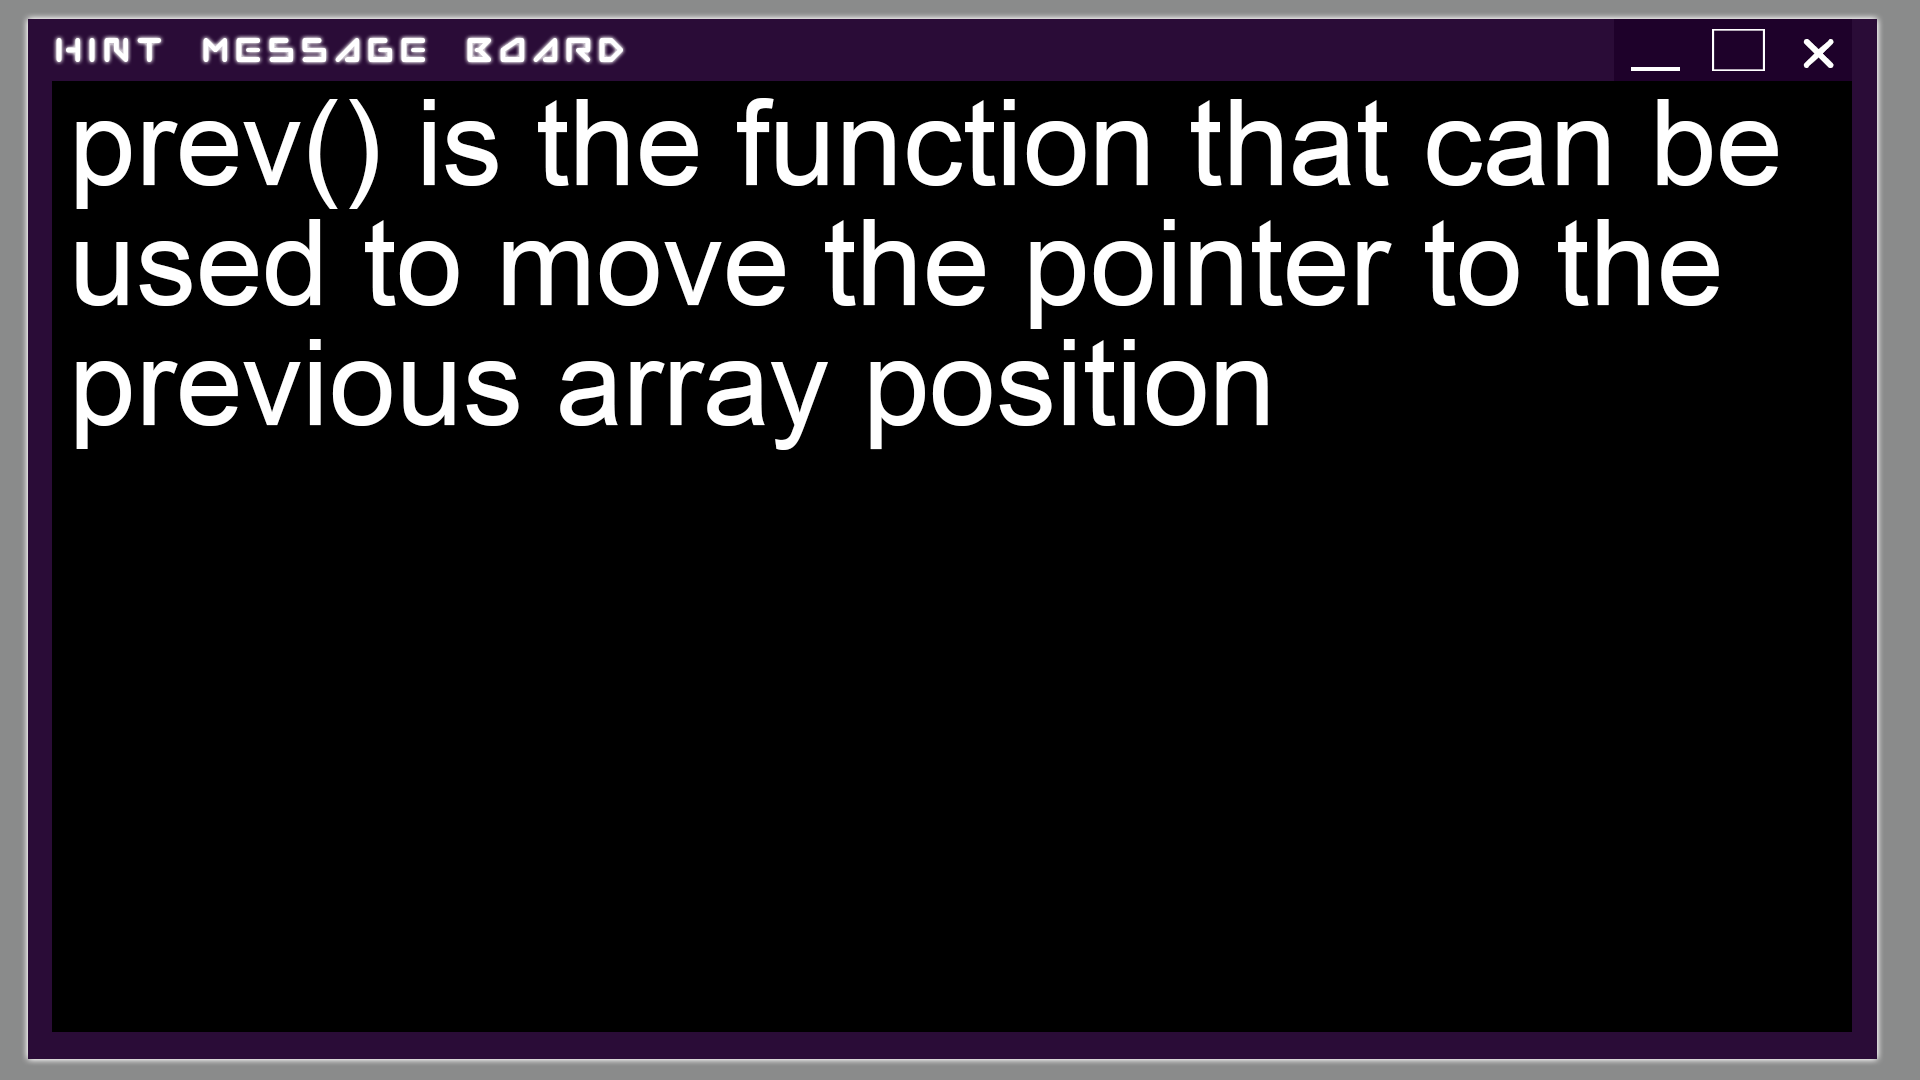 HINT MESSAGE BOARD
prev() is the function that can be
used to move the pointer to the
previous array position